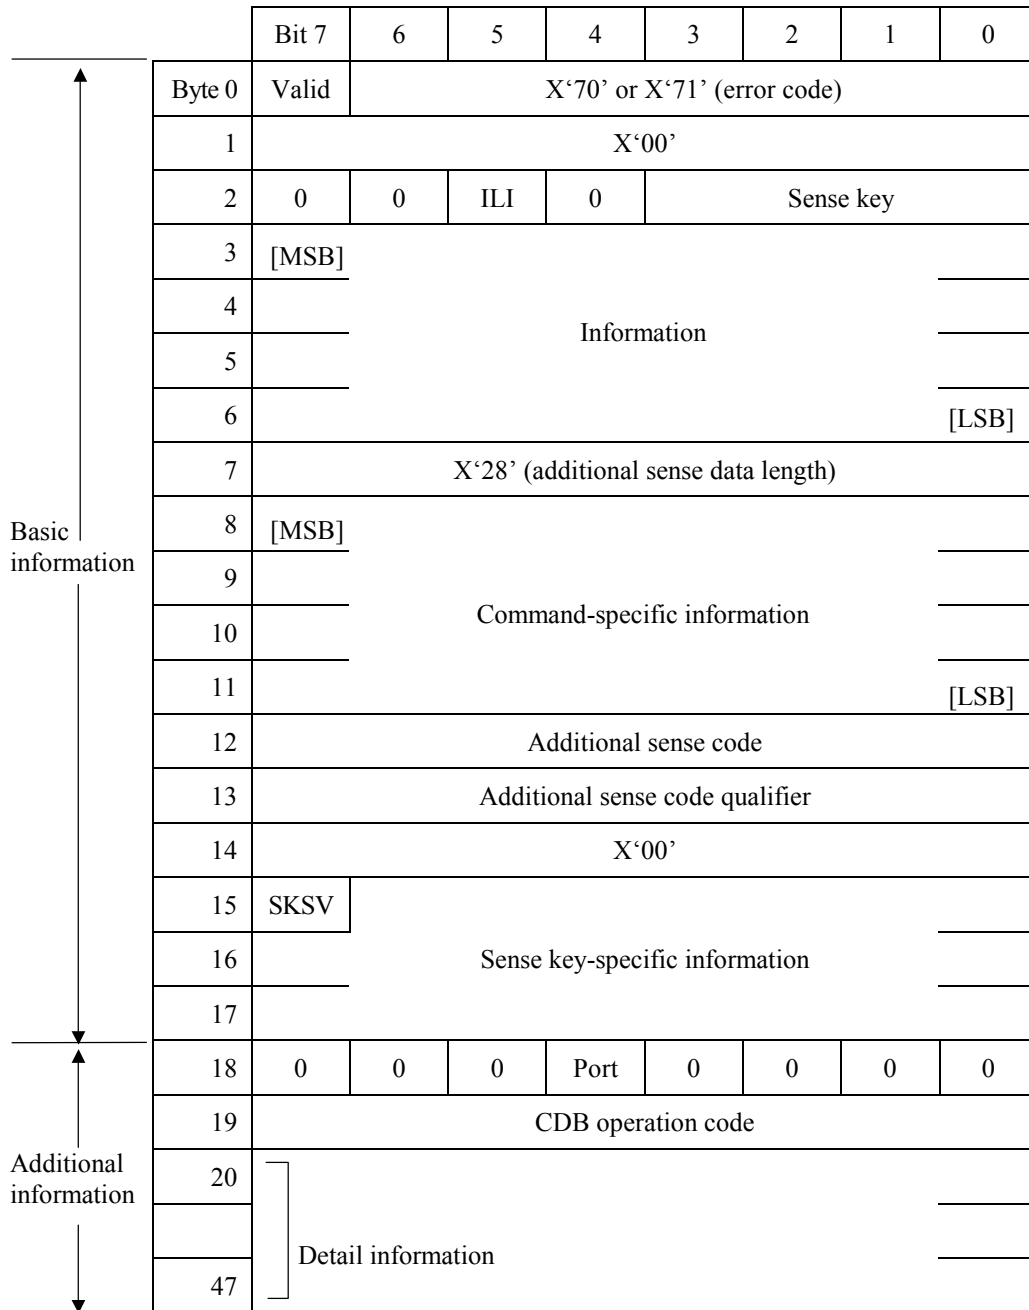 Bit 7 6 5 4 3 2 1 0
Byte 0 Valid X‘70’ or X‘71’ (error code)
1 X‘00’
2 0 0 ILI 0 Sense key
3 [MSB]
4
Information
5
6 [LSB]
7 X‘28’ (additional sense data length)
Basic
information
8 [MSB]
9
Command-specific information
10
11 [LSB]
12 Additional sense code
13 Additional sense code qualifier
14 X‘00’
15 SKSV
16 Sense key-specific information
17
18 0 0 0 Port 0 0 0 0
19 CDB operation code
Additional
information
20
Detail information
47